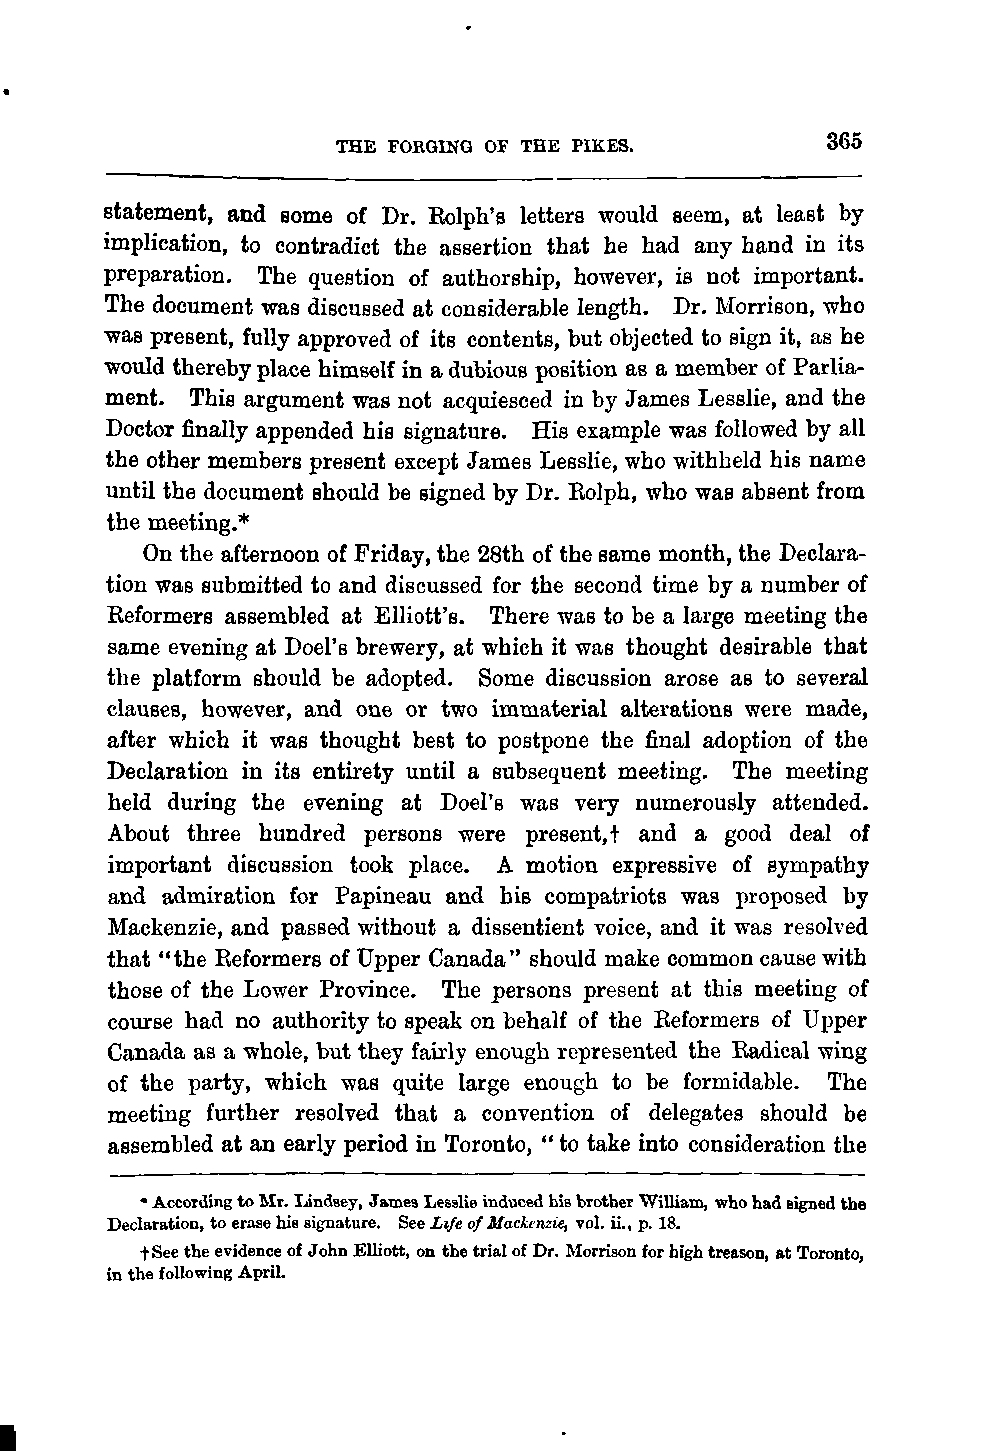 THE FORGING OF THE PIKES. 365
statement, and some of Dr. Rolph's letters would seem, at least by
implication, to contradict the assertion that he had any hand in its
preparation. The question of authorship, however, is not important.
The document was discussed at considerable length. Dr. Morrison, who
was present, fully approved of its contents, but objected to sign it, as he
would thereby place himself in a dubious position as a member of Parlia-
ment. This argument was not acquiesced in by James Lesslie, and the
Doctor finally appended his signature. His example was followed by all
the other members present except James Lesslie, who withheld his name
until the document should be signed by Dr. Rolph, who was absent from
the meeting.*
On the afternoon of Friday, the 28th of the same month, the Declara-
tion was submitted to and discussed for the second time by a number of
Reformers assembled at Elliott's. There was to be a large meeting the
same evening at Doel's brewery, at which it was thought desirable that
the platform should be adopted. Some discussion arose as to several
clauses, however, and one or two immaterial alterations were made,
after which it was thought best to postpone the final adoption of the
Declaration in its entirety until a subsequent meeting. The meeting
held during the evening at Doel's was very numerously attended.
About three hundred persons were present,† and a good deal of
important discussion took place. A motion expressive of sympathy
and admiration for Papineau and his compatriots was proposed by
Mackenzie, and passed without a dissentient voice, and it was resolved
that "the Reformers of Upper Canada" should make common cause with
those of the Lower Province. The persons present at this meeting of
course had no authority to speak on behalf of the Reformers of Upper
Canada as a whole, but they fairly enough represented the Radical wing
of the party, which was quite large enough to be formidable. The
meeting further resolved that a convention of delegates should be
assembled at an early period in Toronto, "to take into consideration the
* According to Mr. Lindsey, James Lesslie induced his brother William, who had signed the
Declaration, to erase his signature. See Life of Mackenzie, vol. ii., p. 18.
† See the evidence of John Elliott, on the trial of Dr. Morrison for high treason, at Toronto,
in the following April.